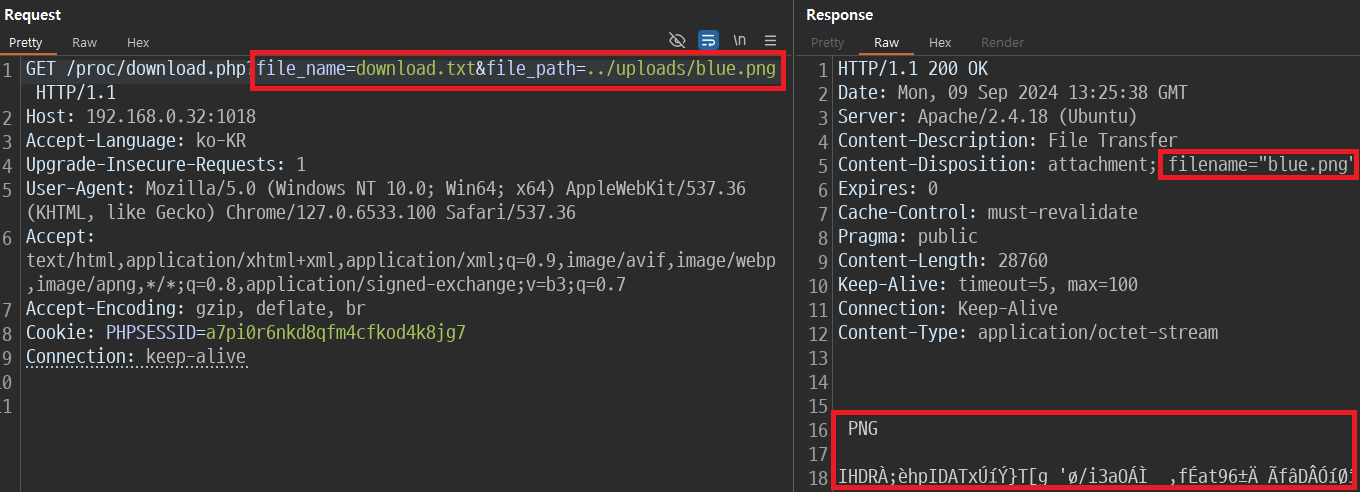 Request
Pretty Raw Hex
\n
1 GET /proc/download.php?file_name=download.txt&file_path=../uploads/blue.png
HTTP/1.1
2 Host: 192.168.0.32:1018
3 Accept-Language: ko-KR
4 Upgrade-Insecure-Requests: 1
5 User-Agent: Mozilla/5.0 (Windows NT 10.0; Win64; x64) AppleWebKit/537.36
(KHTML, like Gecko) Chrome/127.0.6533.100 Safari/537.36
6 Accept:
text/html,application/xhtml+xml,application/xml;q=0.9,image/avif,image/webp
,image/apng,*/*;q=0.8,application/signed-exchange;v=b3;q=0.7
7 Accept-Encoding: gzip, deflate, br
8 Cookie: PHPSESSID=a7pi0r6nkd8qfm4cfkod4k8jg7
9 Connection: keep-alive
10
11
Response
Pretty Raw Hex Render
\n
1 HTTP/1.1 200 OK
2 Date: Mon, 09 Sep 2024 13:25:38 GMT
3 Server: Apache/2.4.18 (Ubuntu)
4 Content-Description: File Transfer
5 Content-Disposition: attachment; filename="blue.png"
6 Expires: 0
7 Cache-Control: must-revalidate
8 Pragma: public
9 Content-Length: 28760
10 Keep-Alive: timeout=5, max=100
11 Connection: Keep-Alive
12 Content-Type: application/octet-stream
13
14
15
16 PNG
17
18